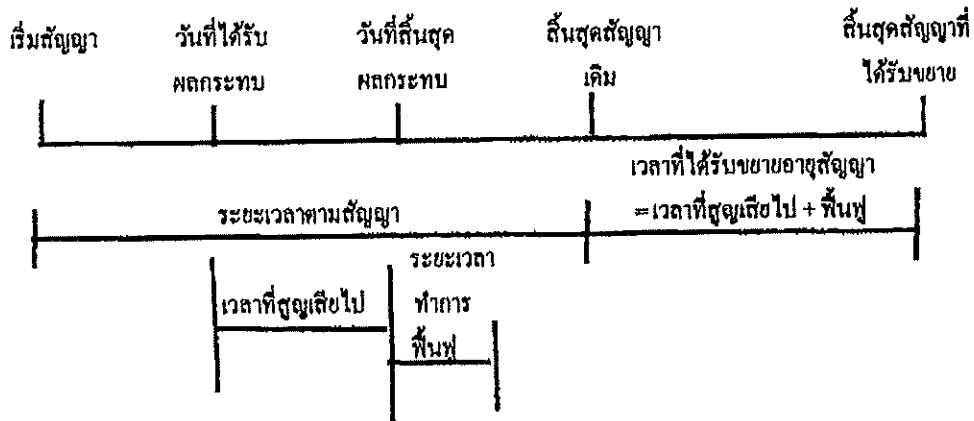 เริ่มสัญญา
วันที่ได้รับ
ผลกระทบ
วันที่สิ้นสุด
ผลกระทบ
สิ้นสุดสัญญา
เดิม
สิ้นสุดสัญญาที่
ได้รับขยาย
เวลาที่ได้รับขยายอายุสัญญา
=เวลาที่สูญเสียไป + ฟื้นฟู
ระยะเวลาตามสัญญา
เวลาที่สูญเสียไป
ระยะเวลา
ทำการ
ฟื้นฟู